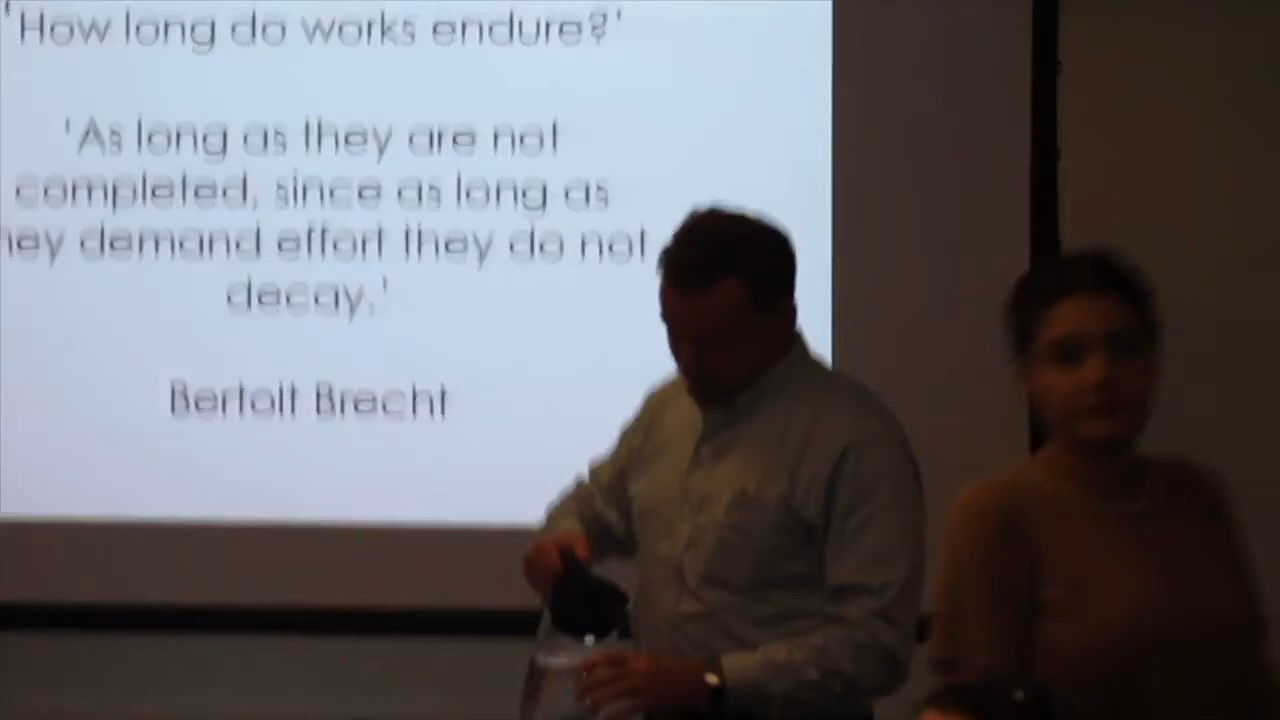 'How long do works endure?'
'As long as they are not
completed, since as long as
hey demand effort they do not
decay.'
Bertolt Brecht